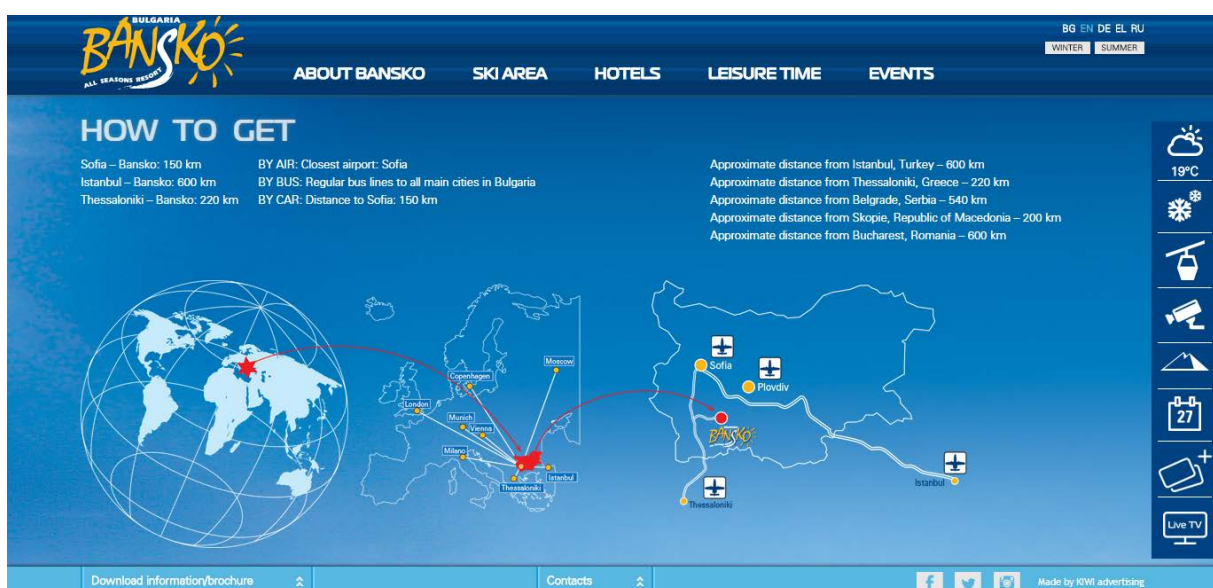 BULGARIA
BANSKO
ALL SEASONS RESORT
BG EN DE EL RU
WINTER SUMMER
ABOUT BANSKO SKI AREA HOTELS LEISURE TIME EVENTS
HOW TO GET
Sofia – Bansko: 150 km
Istanbul – Bansko: 600 km
Thessaloniki – Bansko: 220 km
BY AIR: Closest airport: Sofia
BY BUS: Regular bus lines to all main cities in Bulgaria
BY CAR: Distance to Sofia: 150 km
Approximate distance from Istanbul, Turkey – 600 km
Approximate distance from Thessaloniki, Greece – 220 km
Approximate distance from Belgrade, Serbia – 540 km
Approximate distance from Skopie, Republic of Macedonia – 200 km
Approximate distance from Bucharest, Romania – 600 km
19°C
27
Live TV
Moscow
Copenhagen
London
Munich
Vienna
Milano
Istanbul
Thessaloniki
Sofia
Plovdiv
BANSKO
Istanbul
Thessaloniki
Download information/brochure
Contacts
Made by KIWI advertising